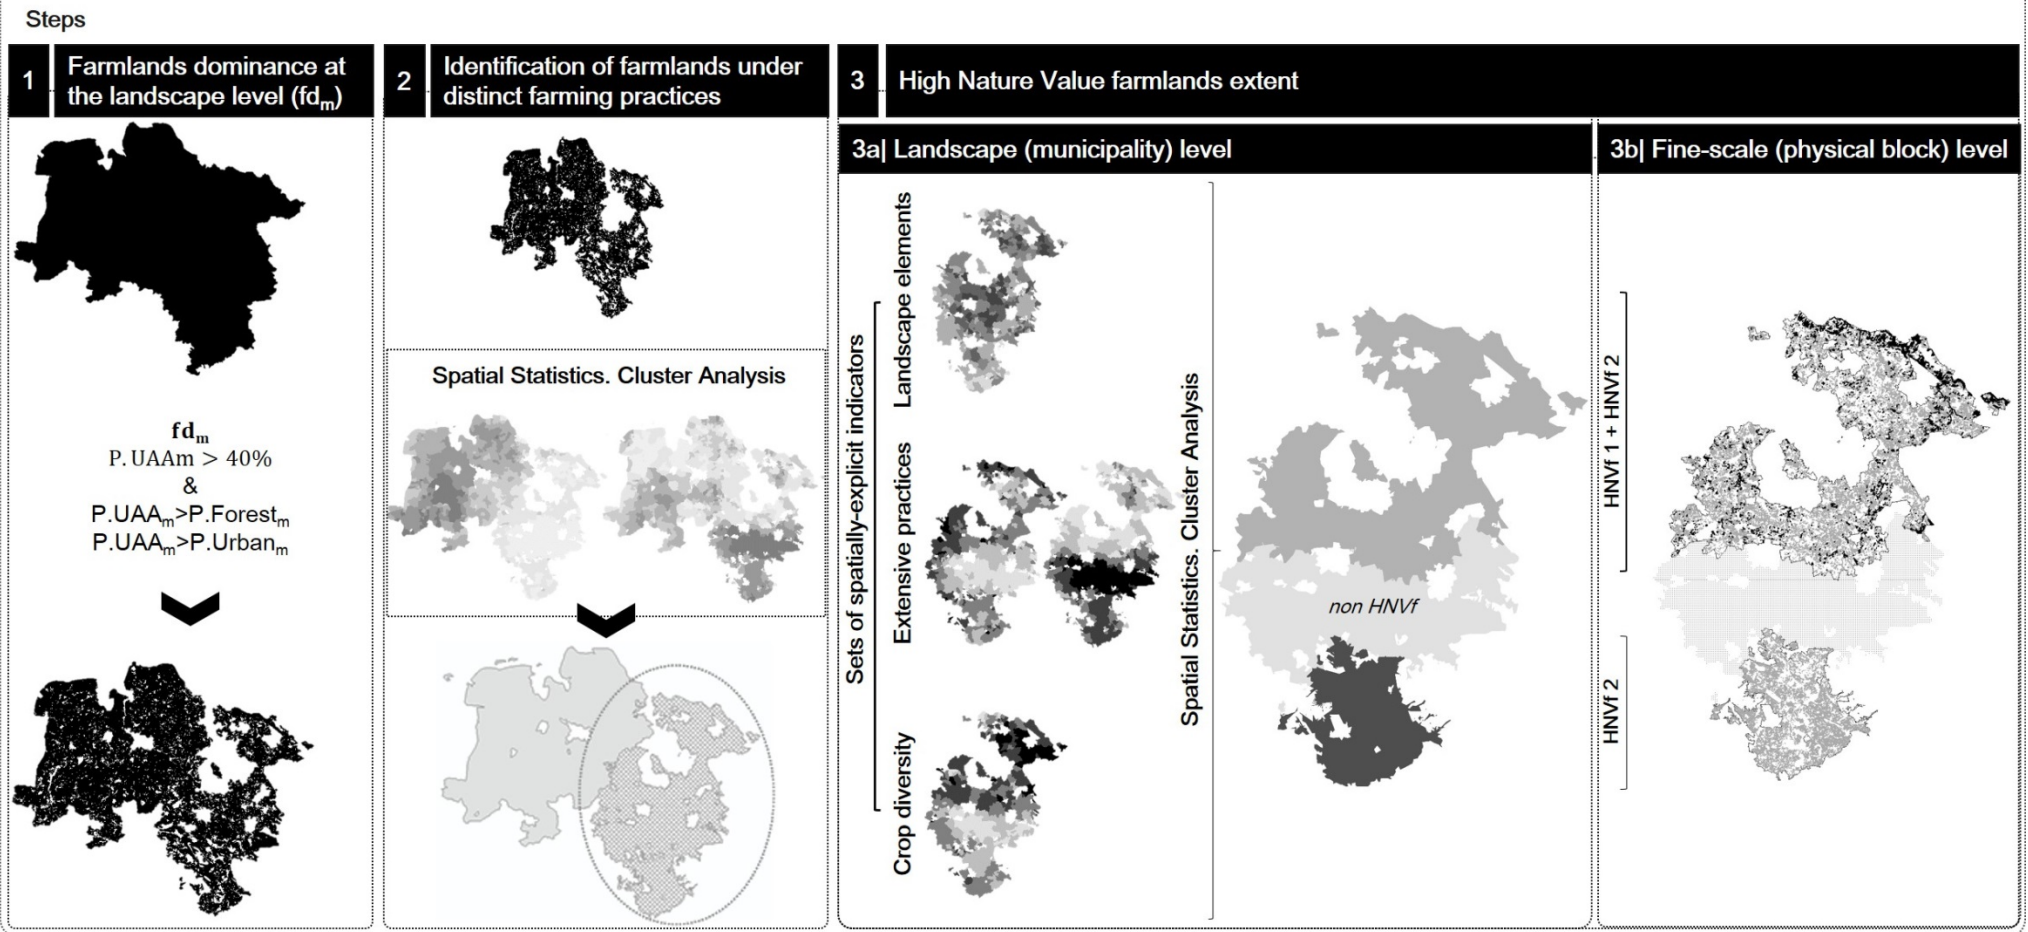 Steps
1
Farmlands dominance at
the landscape level (fdm)
fdm
P.UAAm > 40%
&
P.UAAm>P.Forestm
P.UAAm>P.Urbanm
2
Identification of farmlands under
distinct farming practices
Spatial Statistics. Cluster Analysis
3
High Nature Value farmlands extent
3a| Landscape (municipality) level
Sets of spatially-explicit indicators
Landscape elements
Extensive practices
Crop diversity
Spatial Statistics. Cluster Analysis
non HNVf
3b| Fine-scale (physical block) level
HNVf 1 + HNVf 2
HNVf 2